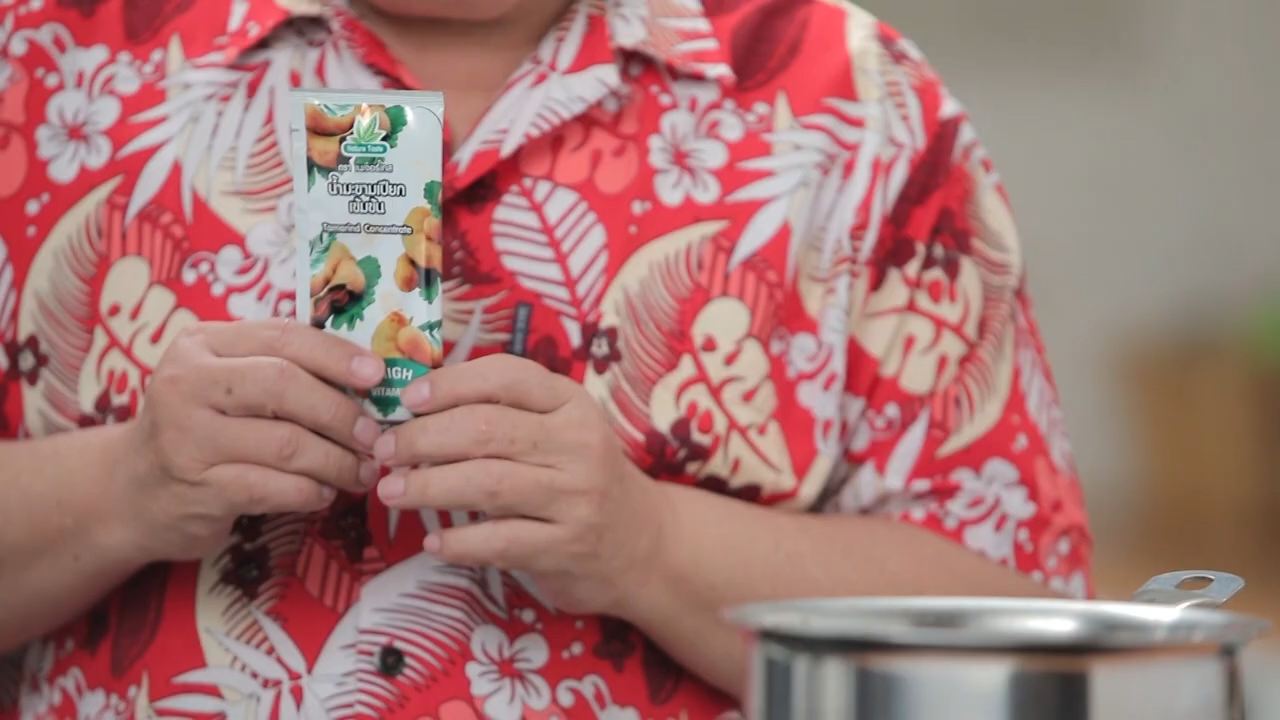 Nature Taste
ตรา เนเจอร์เทส
น้ำมะขามเปียก
เข้มข้น
Tamarind Concentrate
HIGH
VITAM